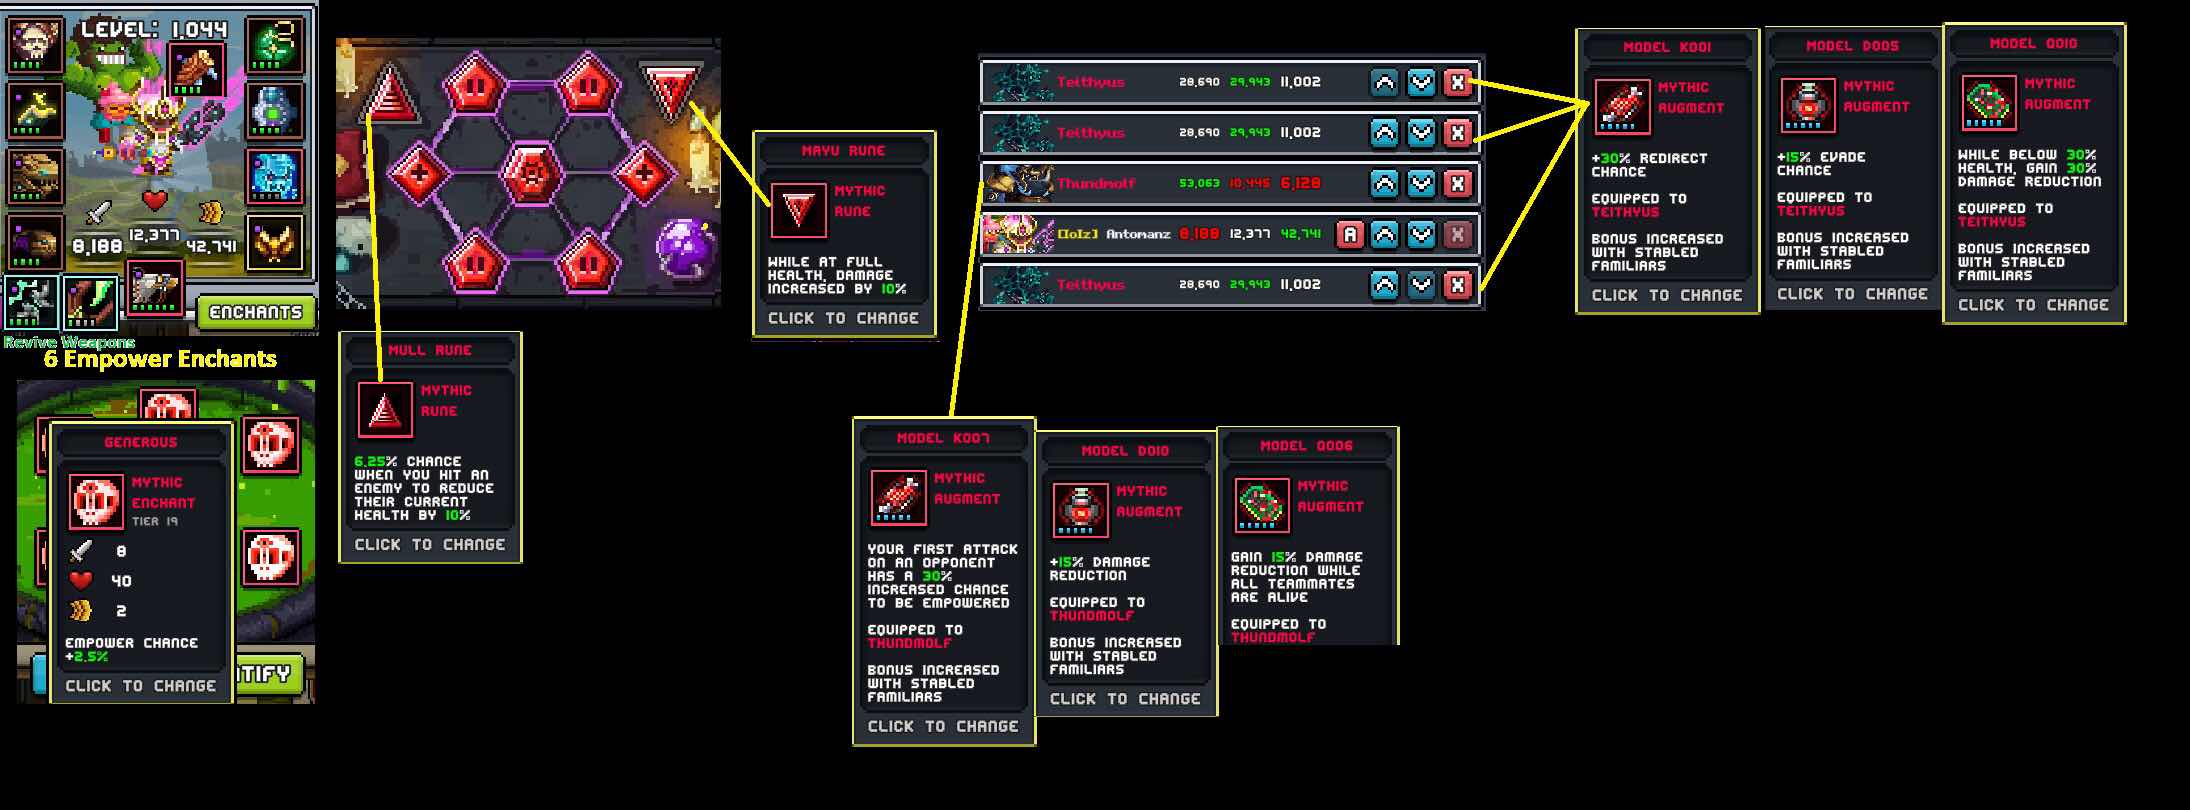 LEVEL: 1,044
8,188
12,377
42,741
ENCHANTS
Revive Weapons
6 Empower Enchants
GENEROUS
MYTHIC
ENCHANT
TIER 19
8
40
2
EMPOWER CHANCE
+2.5%
CLICK TO CHANGE
NTIFY
MULL RUNE
MYTHIC
RUNE
6.25% CHANCE
WHEN YOU HIT AN
ENEMY TO REDUCE
THEIR CURRENT
HEALTH BY 10%
CLICK TO CHANGE
MAYU RUNE
MYTHIC
RUNE
WHILE AT FULL
HEALTH, DAMAGE
INCREASED BY 10%
CLICK TO CHANGE
Teithyus 28,690 29,943 11,002 X
Teithyus 28,690 29,943 11,002 X
Thundmolf 53,063 10,445 6,128 X
[IoIz] Antomanz 8,188 12,377 42,741 A X
Teithyus 28,690 29,943 11,002 X
MODEL K007
MYTHIC
AUGMENT
YOUR FIRST ATTACK
ON AN OPPONENT
HAS A 30%
INCREASED CHANCE
TO BE EMPOWERED
EQUIPPED TO
THUNDMOLF
BONUS INCREASED
WITH STABLED
FAMILIARS
CLICK TO CHANGE
MODEL D010
MYTHIC
AUGMENT
+15% DAMAGE
REDUCTION
EQUIPPED TO
THUNDMOLF
BONUS INCREASED
WITH STABLED
FAMILIARS
CLICK TO CHANGE
MODEL Q006
MYTHIC
AUGMENT
GAIN 15% DAMAGE
REDUCTION WHILE
ALL TEAMMATES
ARE ALIVE
EQUIPPED TO
THUNDMOLF
MODEL K001
MYTHIC
AUGMENT
+30% REDIRECT
CHANCE
EQUIPPED TO
TEITHYUS
BONUS INCREASED
WITH STABLED
FAMILIARS
CLICK TO CHANGE
MODEL D005
MYTHIC
AUGMENT
+15% EVADE
CHANCE
EQUIPPED TO
TEITHYUS
BONUS INCREASED
WITH STABLED
FAMILIARS
CLICK TO CHANGE
MODEL Q010
MYTHIC
AUGMENT
WHILE BELOW 30%
HEALTH, GAIN 30%
DAMAGE REDUCTION
EQUIPPED TO
TEITHYUS
BONUS INCREASED
WITH STABLED
FAMILIARS
CLICK TO CHANGE